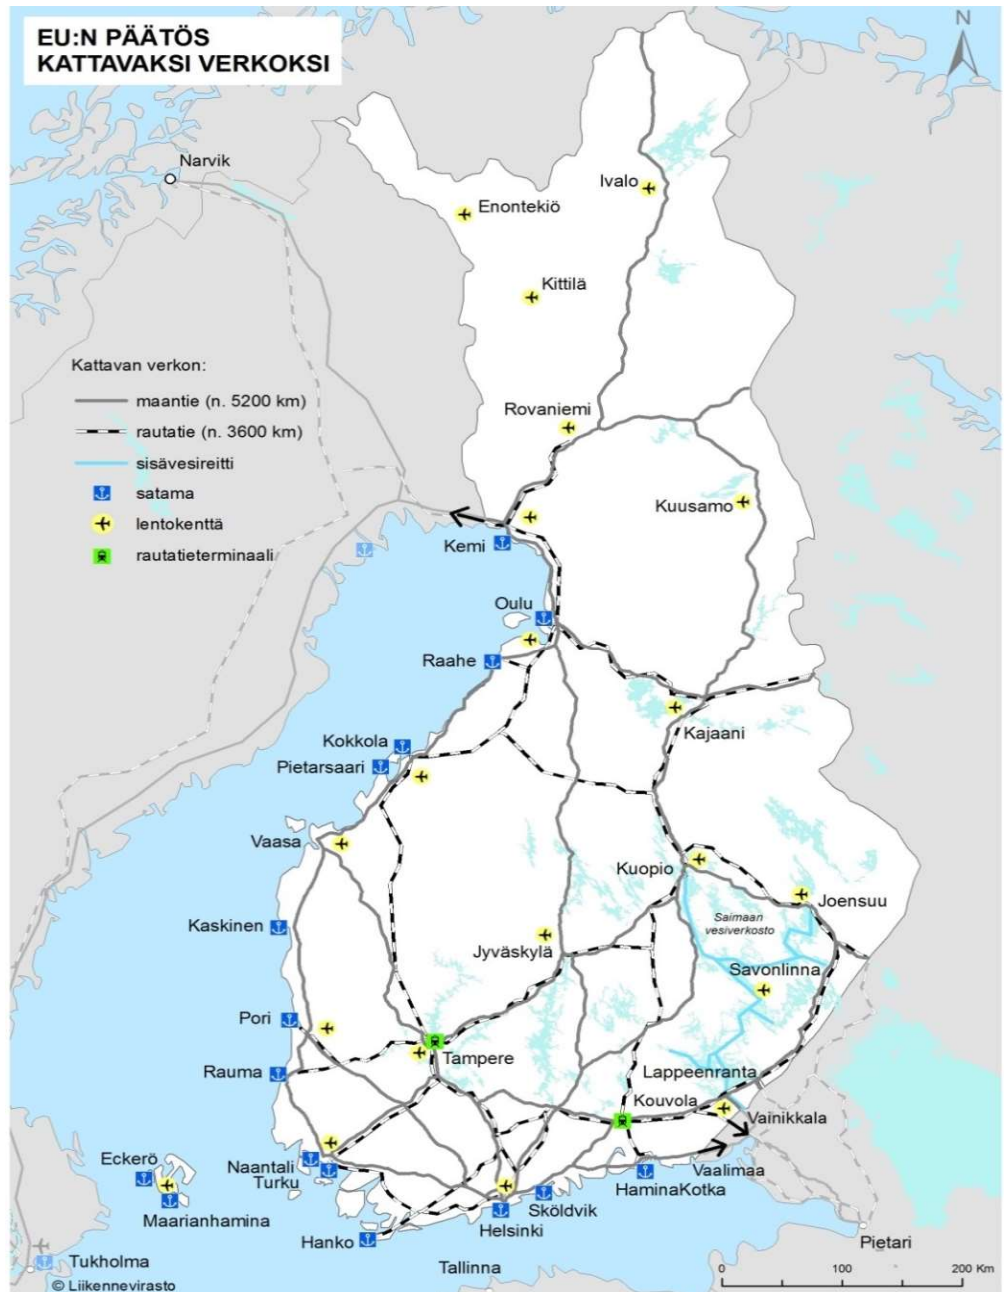 EU:N PÄÄTÖS
KATTAVAKSI VERKOKSI
N
Narvik
Ivalo
Enontekiö
Kittilä
Kattavan verkon:
maantie (n. 5200 km)
rautatie (n. 3600 km)
sisävesireitti
satama
lentokenttä
rautatieterminaali
Rovaniemi
Kuusamo
Kemi
Oulu
Raahe
Kajaani
Kokkola
Pietarsaari
Vaasa
Kuopio
Joensuu
Kaskinen
Saimaan
vesiverkosto
Jyväskylä
Savonlinna
Pori
Tampere
Rauma
Lappeenranta
Kouvola
Vainikkala
Eckerö
Naantali
Turku
Vaalimaa
HaminaKotka
Maarianhamina
Sköldvik
Helsinki
Hanko
Pietari
Tukholma
Tallinna
© Liikennevirasto
0 100 200 Km